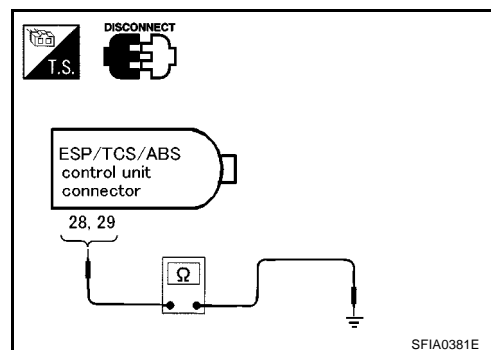 DISCONNECT
T.S.
ESP/TCS/ABS
control unit
connector
28, 29
Ω
SFIA0381E